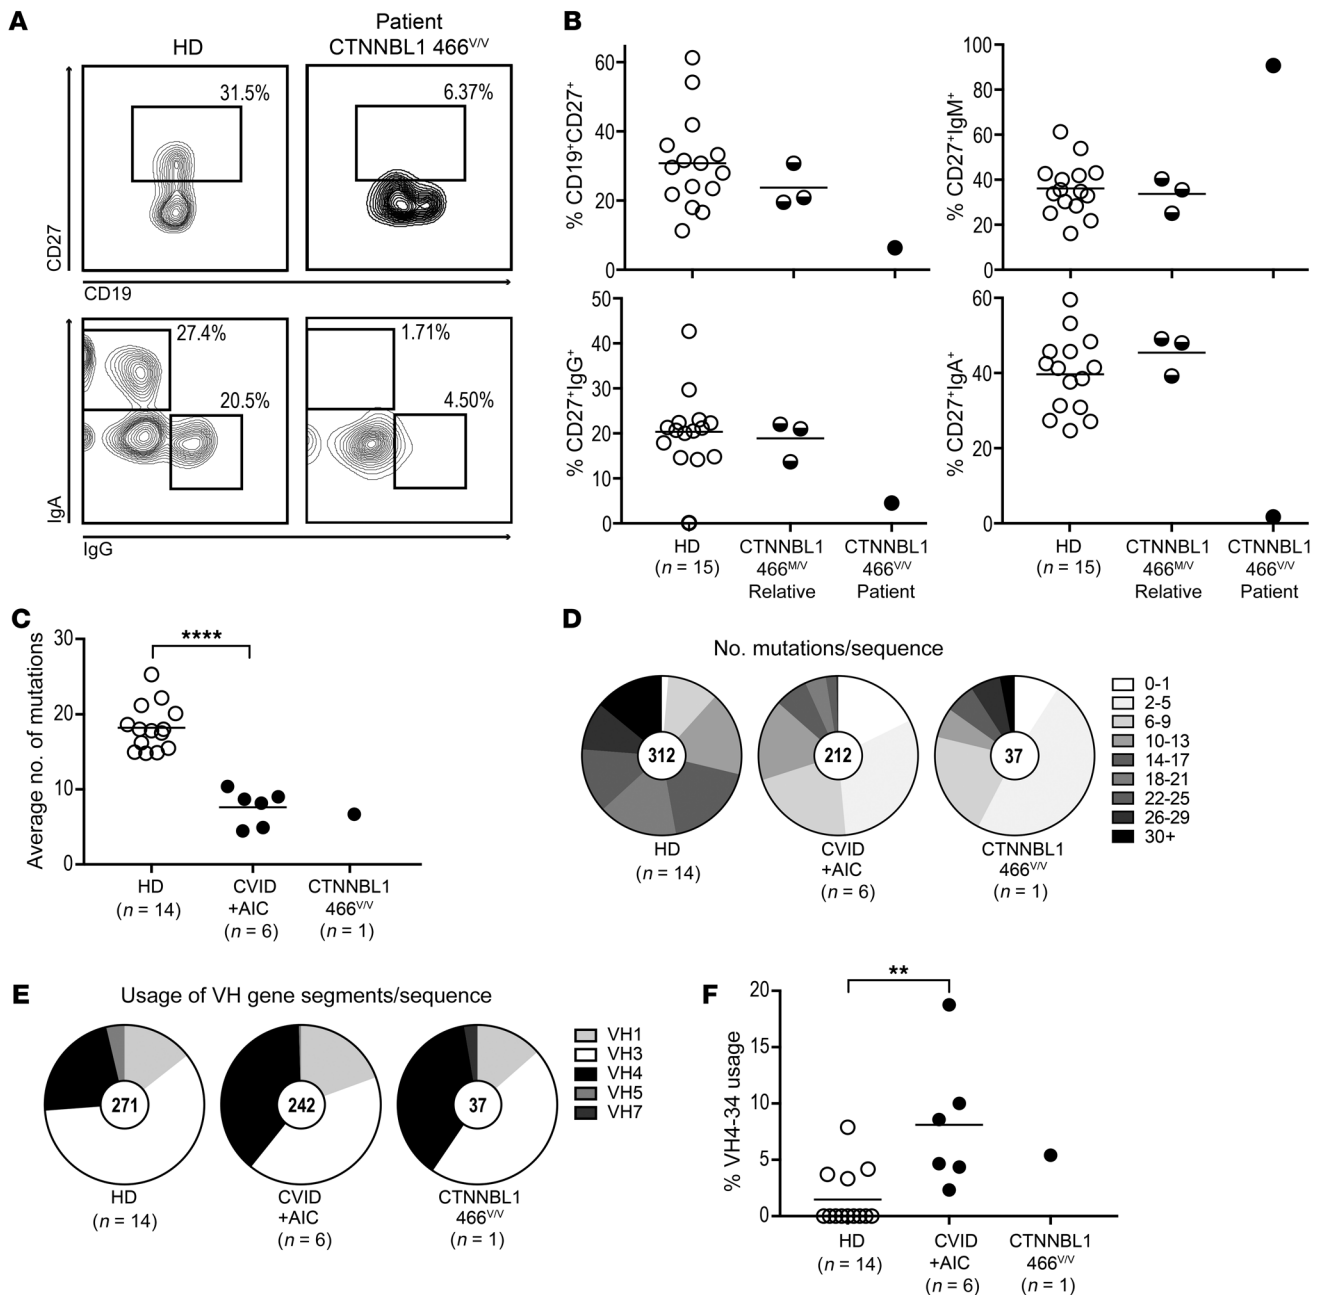 A
HD
Patient
CTNNBL1 466V/V
31.5%
6.37%
CD27
CD19
27.4%
20.5%
1.71%
4.50%
IgA
IgG
B
% CD19+CD27+
60
40
20
0
% CD27+IgM+
100
80
60
40
20
0
% CD27+IgG+
50
40
30
20
10
0
HD
(n = 15)
CTNNBL1
466M/V
Relative
CTNNBL1
466V/V
Patient
% CD27+IgA+
60
40
20
0
HD
(n = 15)
CTNNBL1
466M/V
Relative
CTNNBL1
466V/V
Patient
C
Average no. of mutations
30
20
10
0
****
HD
(n = 14)
CVID
+AIC
(n = 6)
CTNNBL1
466V/V
(n = 1)
D
No. mutations/sequence
312
HD
(n = 14)
212
CVID
+AIC
(n = 6)
37
CTNNBL1
466V/V
(n = 1)
0-1
2-5
6-9
10-13
14-17
18-21
22-25
26-29
30+
E
Usage of VH gene segments/sequence
271
HD
(n = 14)
242
CVID
+AIC
(n = 6)
37
CTNNBL1
466V/V
(n = 1)
VH1
VH3
VH4
VH5
VH7
F
% VH4-34 usage
20
15
10
5
0
**
HD
(n = 14)
CVID
+AIC
(n = 6)
CTNNBL1
466V/V
(n = 1)